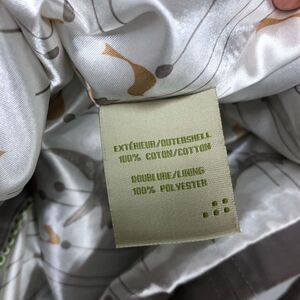 EXTÉRIEUR/OUTERSHELL
100% COTON/COTTON
DOUBLURE/LINING
100% POLYESTER